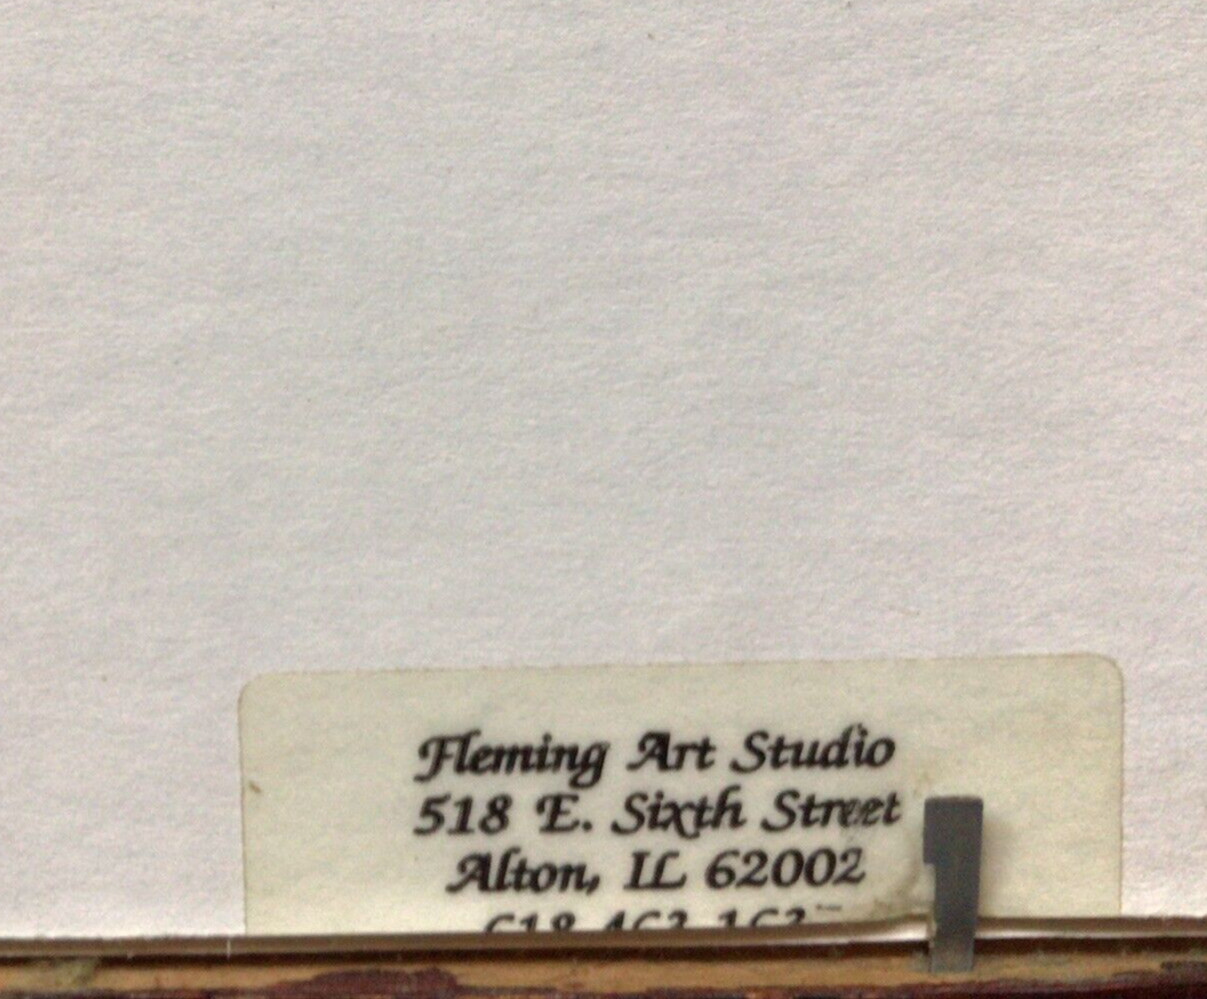 Fleming Art Studio
518 E. Sixth Street
Alton, IL 62002